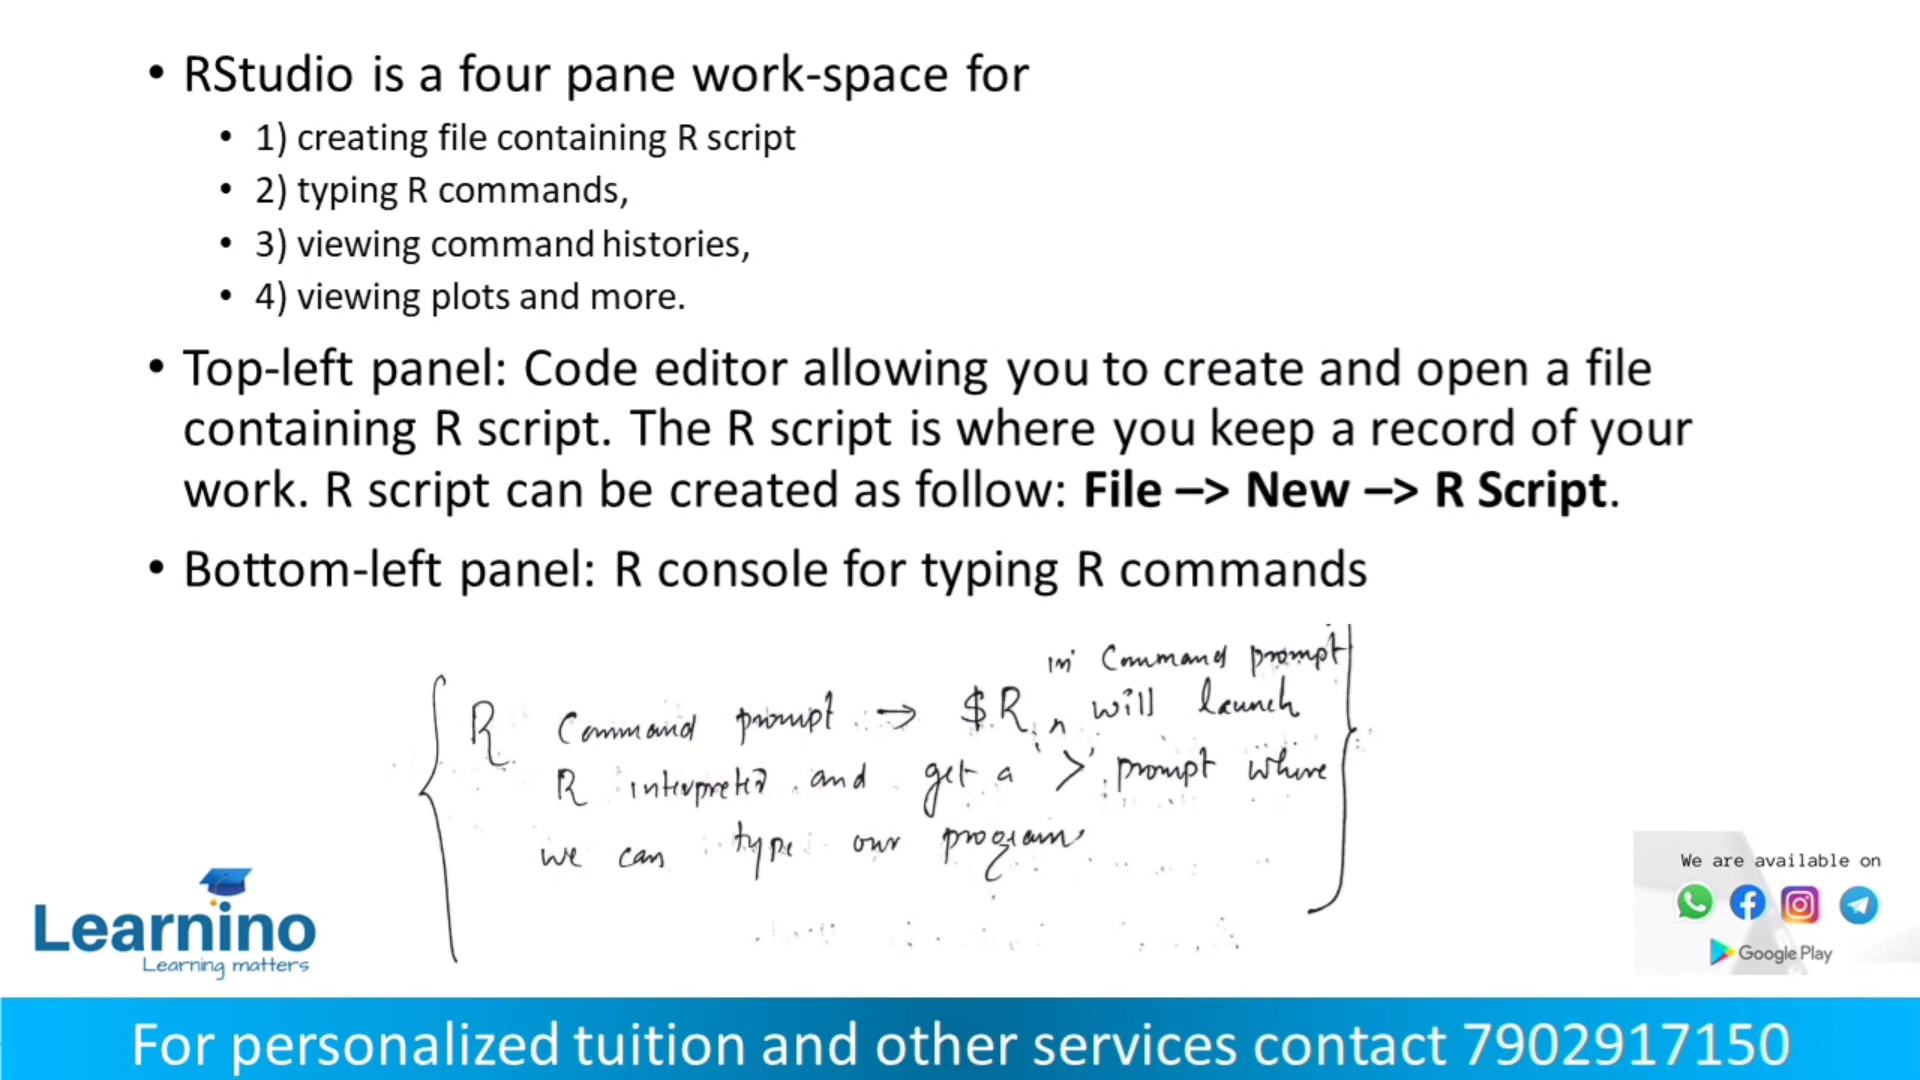 • RStudio is a four pane work-space for
• 1) creating file containing R script
• 2) typing R commands,
• 3) viewing command histories,
• 4) viewing plots and more.
• Top-left panel: Code editor allowing you to create and open a file
containing R script. The R script is where you keep a record of your
work. R script can be created as follow: File –> New –> R Script.
• Bottom-left panel: R console for typing R commands
in Command prompt
R Command prompt → $R ^ will launch
R interpreter and get a '>' prompt where
we can type our program
Learnino
Learning matters
We are available on
Google Play
For personalized tuition and other services contact 7902917150